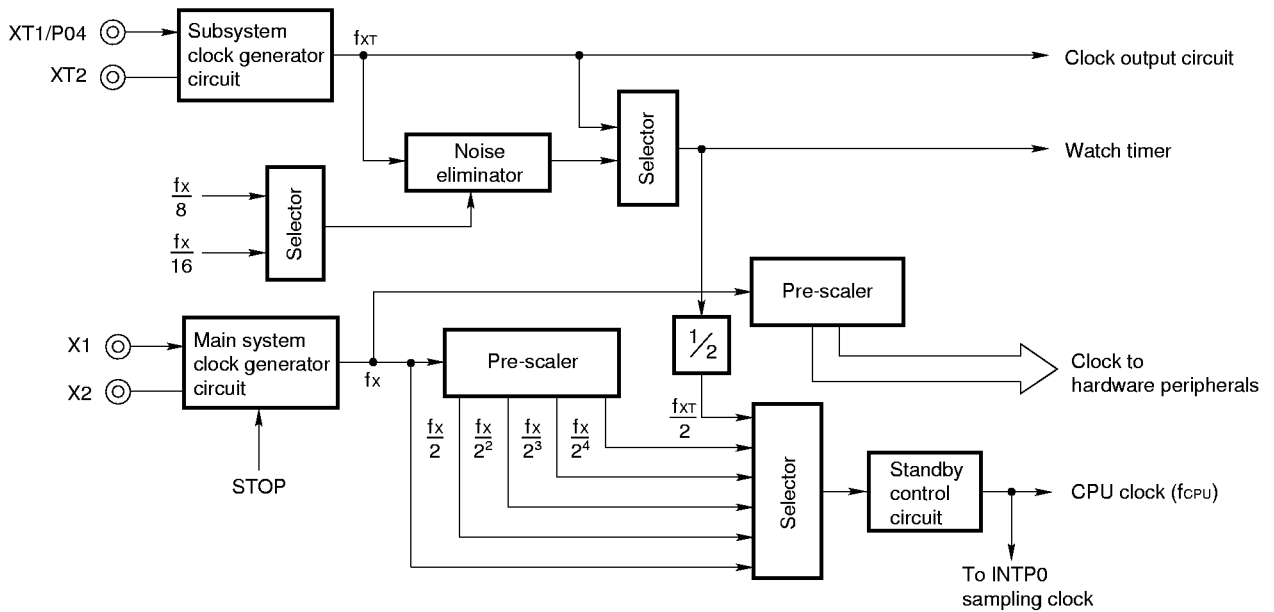 XT1/P04
XT2
Subsystem
clock generator
circuit
fXT
Clock output circuit
Selector
Noise
eliminator
Watch timer
fX/8
fX/16
Selector
Pre-scaler
X1
X2
Main system
clock generator
circuit
fX
Pre-scaler
1/2
Clock to
hardware peripherals
fX/2
fX/2²
fX/2³
fX/2⁴
fXT/2
STOP
Selector
Standby
control
circuit
CPU clock (fCPU)
To INTP0
sampling clock